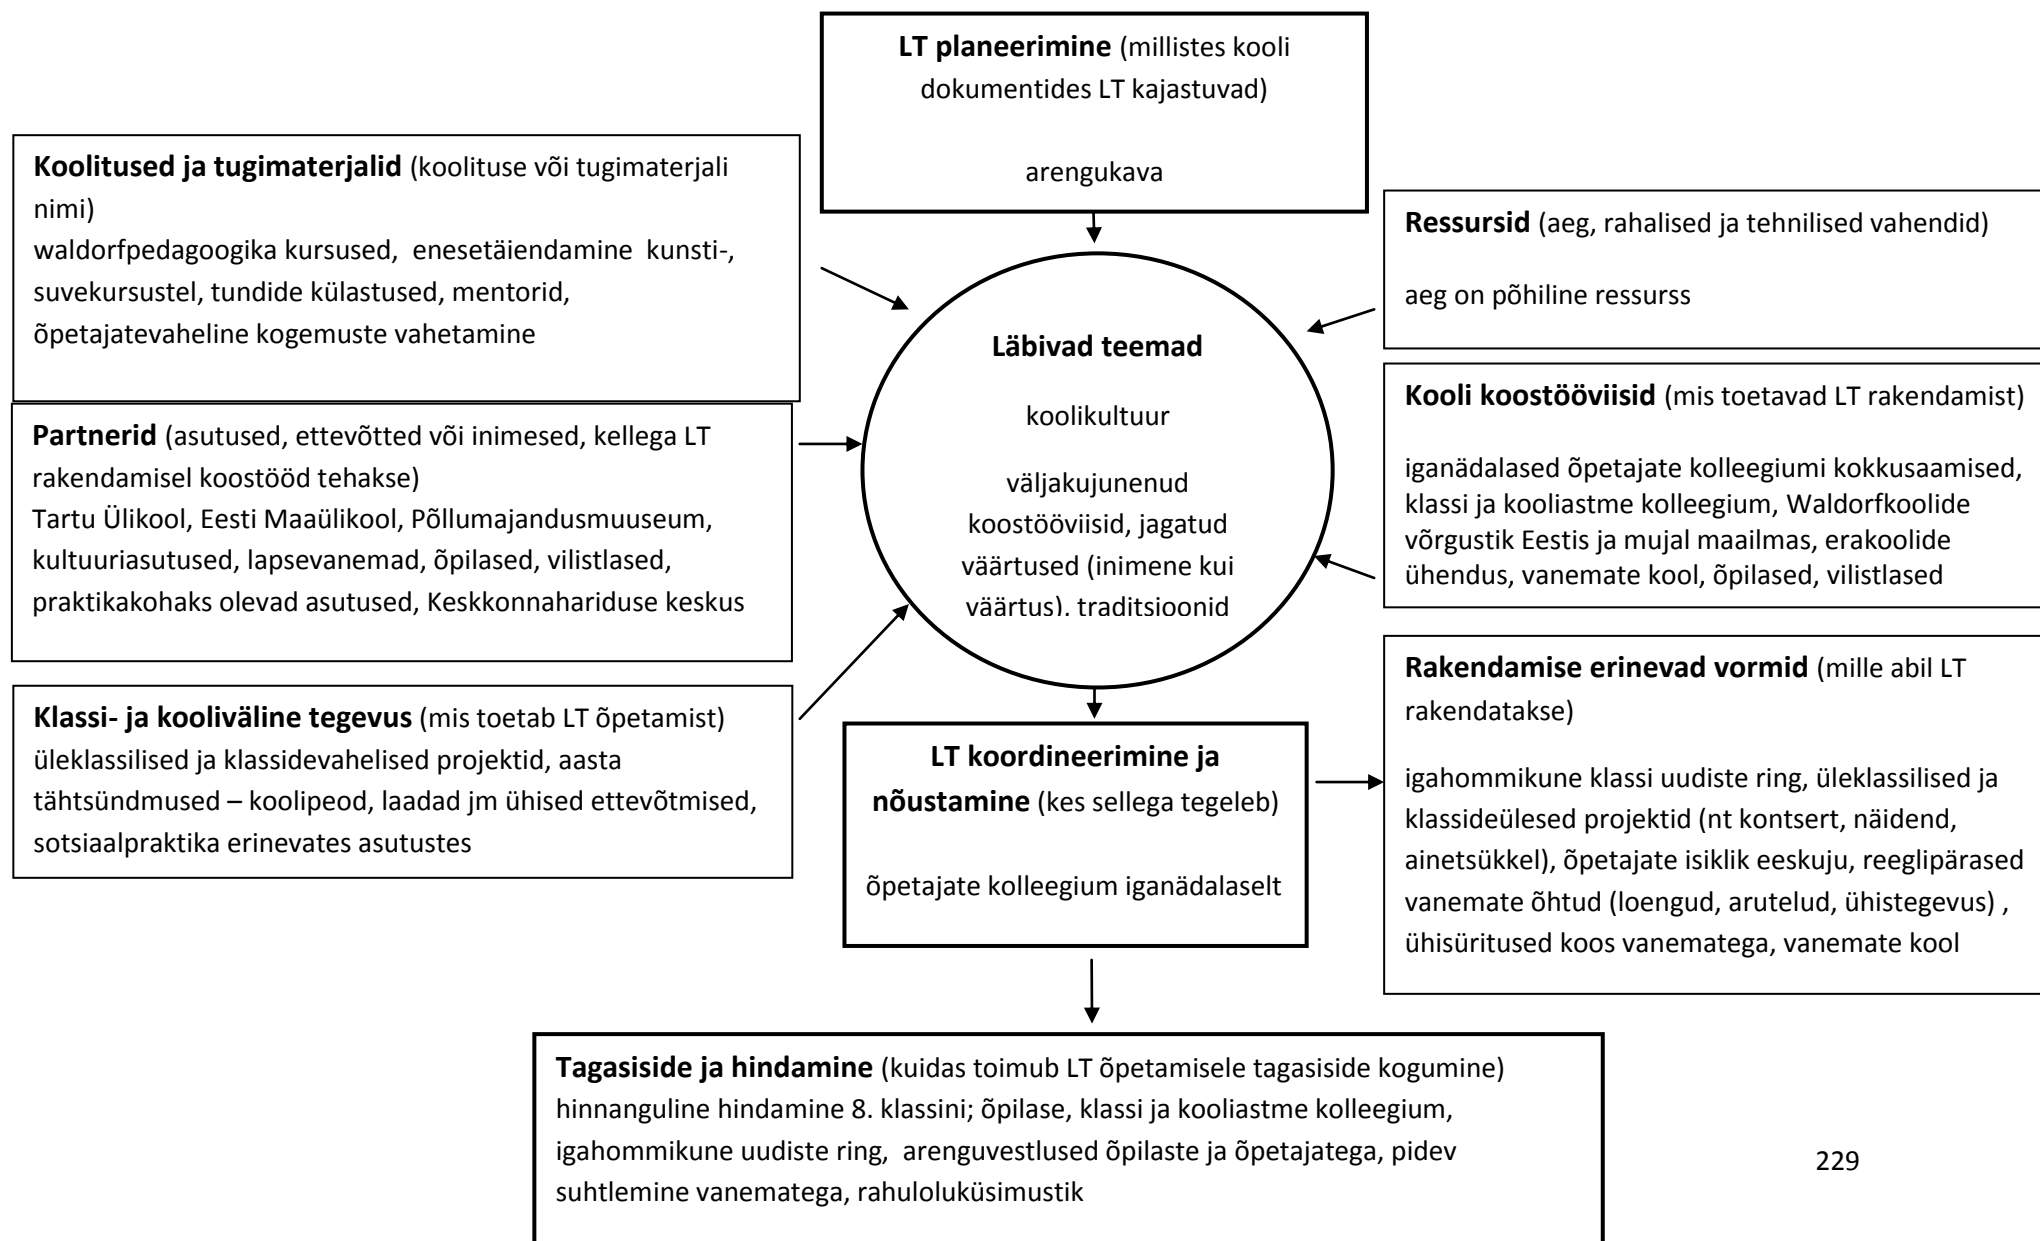 LT planeerimine (millistes kooli
dokumentides LT kajastuvad)
arengukava
Koolitused ja tugimaterjalid (koolituse või tugimaterjali
nimi)
waldorfpedagoogika kursused, enesetäiendamine kunsti-,
suvekursustel, tundide külastused, mentorid,
õpetajatevaheline kogemuste vahetamine
Ressursid (aeg, rahalised ja tehnilised vahendid)
aeg on põhiline ressurss
Läbivad teemad
koolikultuur
väljakujunenud
koostööviisid, jagatud
väärtused (inimene kui
väärtus), traditsioonid
Partnerid (asutused, ettevõtted või inimesed, kellega LT
rakendamisel koostööd tehakse)
Tartu Ülikool, Eesti Maaülikool, Põllumajandusmuuseum,
kultuuriasutused, lapsevanemad, õpilased, vilistlased,
praktikakohaks olevad asutused, Keskkonnahariduse keskus
Kooli koostööviisid (mis toetavad LT rakendamist)
iganädalased õpetajate kolleegiumi kokkusaamised,
klassi ja kooliastme kolleegium, Waldorfkoolide
võrgustik Eestis ja mujal maailmas, erakoolide
ühendus, vanemate kool, õpilased, vilistlased
Klassi- ja kooliväline tegevus (mis toetab LT õpetamist)
üleklassilised ja klassidevahelised projektid, aasta
tähtsündmused – koolipeod, laadad jm ühised ettevõtmised,
sotsiaalpraktika erinevates asutustes
LT koordineerimine ja
nõustamine (kes sellega tegeleb)
õpetajate kolleegium iganädalaselt
Rakendamise erinevad vormid (mille abil LT
rakendatakse)
igahommikune klassi uudiste ring, üleklassilised ja
klassideülesed projektid (nt kontsert, näidend,
ainetsükkel), õpetajate isiklik eeskuju, reeglipärased
vanemate õhtud (loengud, arutelud, ühistegevus) ,
ühisüritused koos vanematega, vanemate kool
Tagasiside ja hindamine (kuidas toimub LT õpetamisele tagasiside kogumine)
hinnanguline hindamine 8. klassini; õpilase, klassi ja kooliastme kolleegium,
igahommikune uudiste ring, arenguvestlused õpilaste ja õpetajatega, pidev
suhtlemine vanematega, rahuloluküsimustik
229